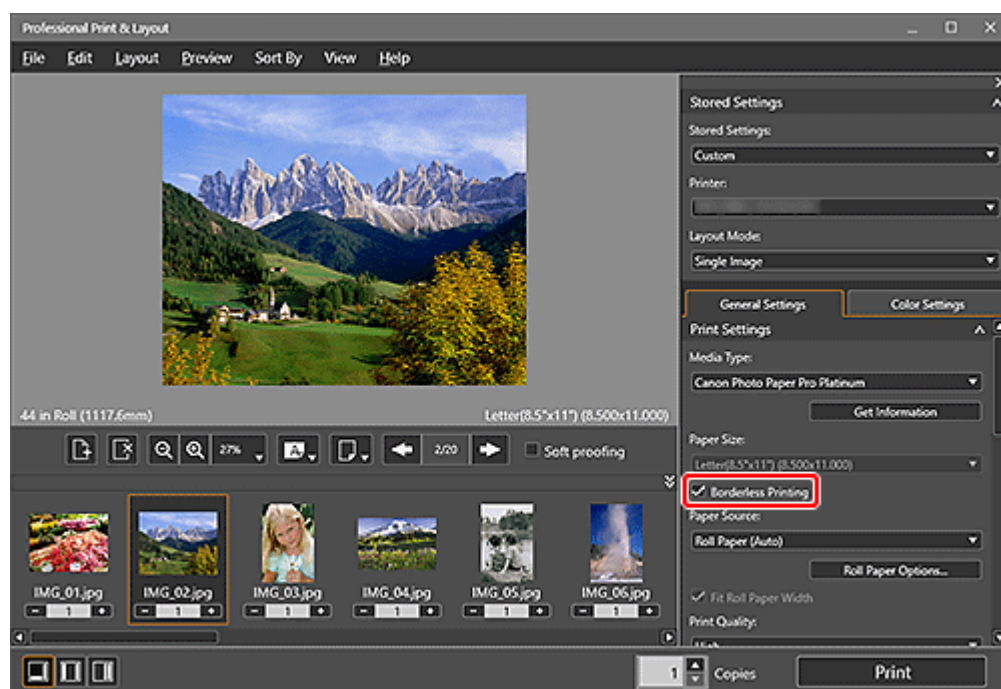 Professional Print & Layout
File Edit Layout Preview Sort By View Help
Stored Settings
Stored Settings:
Custom
Printer:
Layout Mode:
Single Image
General Settings Color Settings
Print Settings
Media Type:
Canon Photo Paper Pro Platinum
Get Information
Paper Size:
Letter(8.5"x11") (8.500x11.000)
Borderless Printing
Paper Source:
Roll Paper (Auto)
Roll Paper Options...
Fit Roll Paper Width
Print Quality:
High
44 in Roll (1117.6mm) Letter(8.5"x11") (8.500x11.000)
27% A 2/20 Soft proofing
IMG_01.jpg IMG_02.jpg IMG_03.jpg IMG_04.jpg IMG_05.jpg IMG_06.jpg
- 1 + - 1 + - 1 + - 1 + - 1 + - 1 +
1 Copies Print